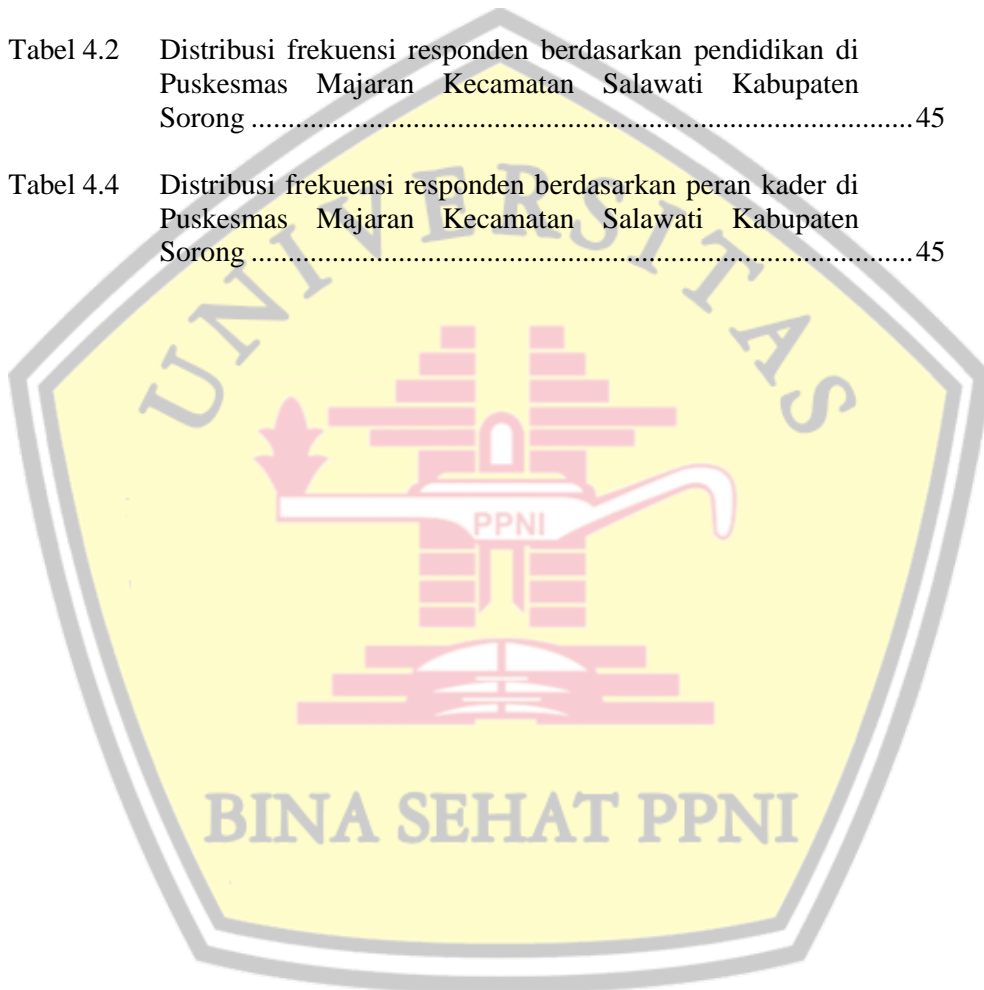 Tabel 4.2 Distribusi frekuensi responden berdasarkan pendidikan di
Puskesmas Majaran Kecamatan Salawati Kabupaten
Sorong ........................................................................................45
Tabel 4.4 Distribusi frekuensi responden berdasarkan peran kader di
Puskesmas Majaran Kecamatan Salawati Kabupaten
Sorong ........................................................................................45
UNIVERSITAS
PPNI
BINA SEHAT PPNI